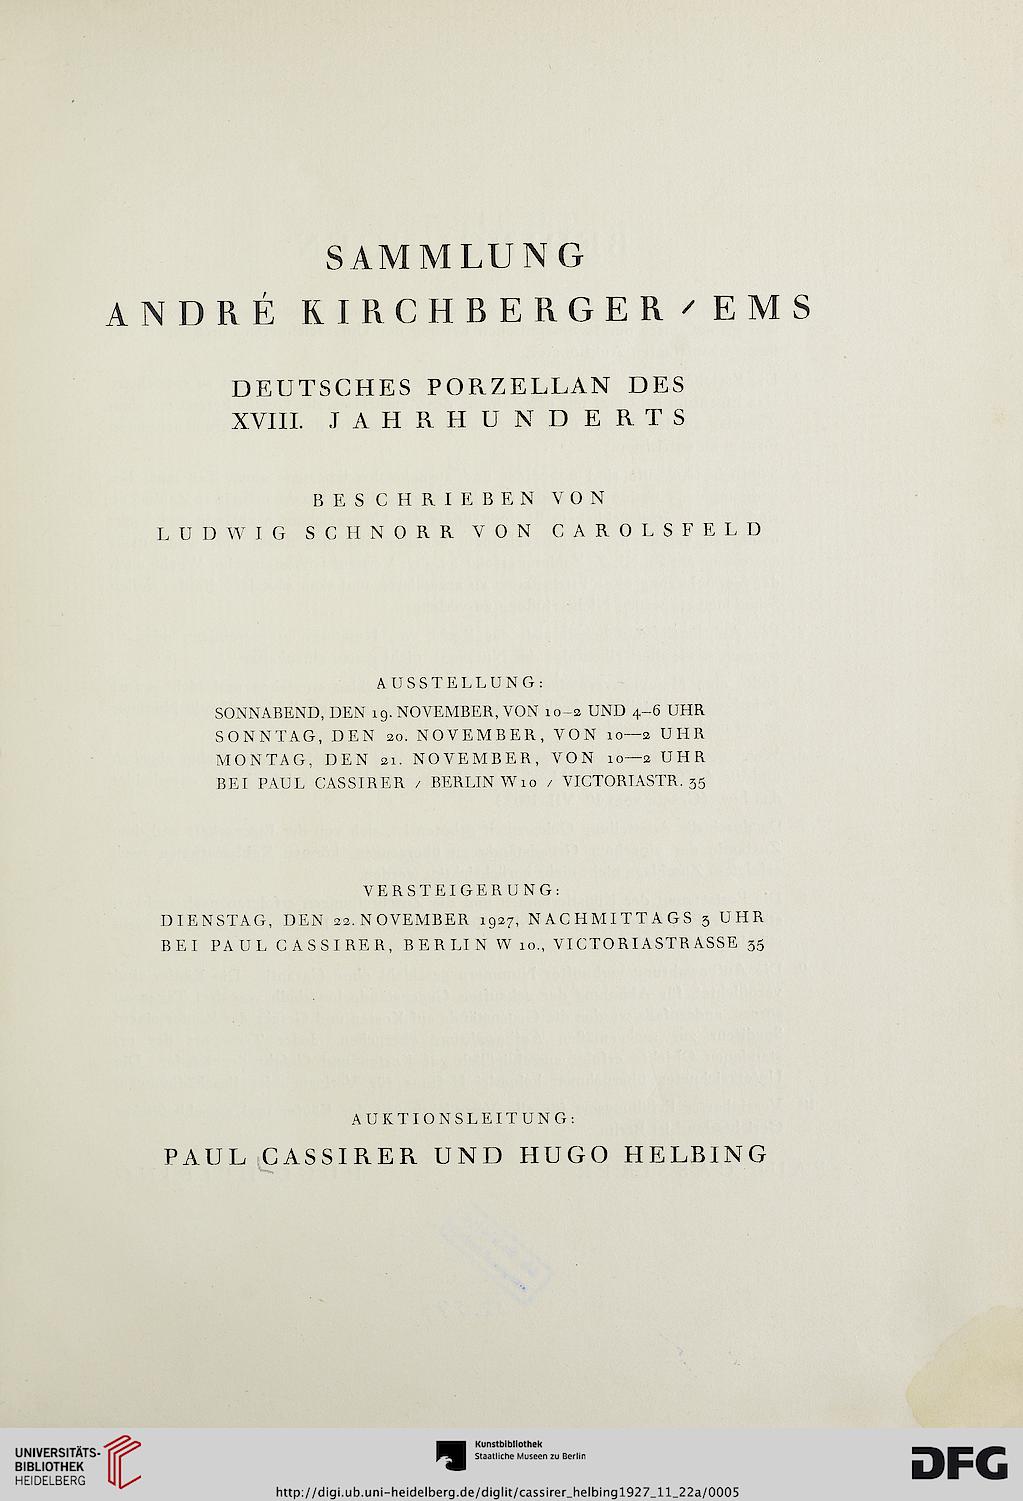 SAMMLUNG
ANDRÉ KIRCHBERGER / EMS
DEUTSCHES PORZELLAN DES
XVIII. JAHRHUNDERTS
BESCHRIEBEN VON
LUDWIG SCHNORR VON CAROLSFELD
AUSSTELLUNG:
SONNABEND, DEN 19. NOVEMBER, VON 10–2 UND 4–6 UHR
SONNTAG, DEN 20. NOVEMBER, VON 10—2 UHR
MONTAG, DEN 21. NOVEMBER, VON 10—2 UHR
BEI PAUL CASSIRER / BERLIN W 10 / VICTORIASTR. 35
VERSTEIGERUNG:
DIENSTAG, DEN 22. NOVEMBER 1927, NACHMITTAGS 3 UHR
BEI PAUL CASSIRER, BERLIN W 10., VICTORIASTRASSE 35
AUKTIONSLEITUNG:
PAUL CASSIRER UND HUGO HELBING
UNIVERSITÄTS-
BIBLIOTHEK
HEIDELBERG
Kunstbibliothek
Staatliche Museen zu Berlin
DFG
http://digi.ub.uni-heidelberg.de/diglit/cassirer_helbing1927_11_22a/0005